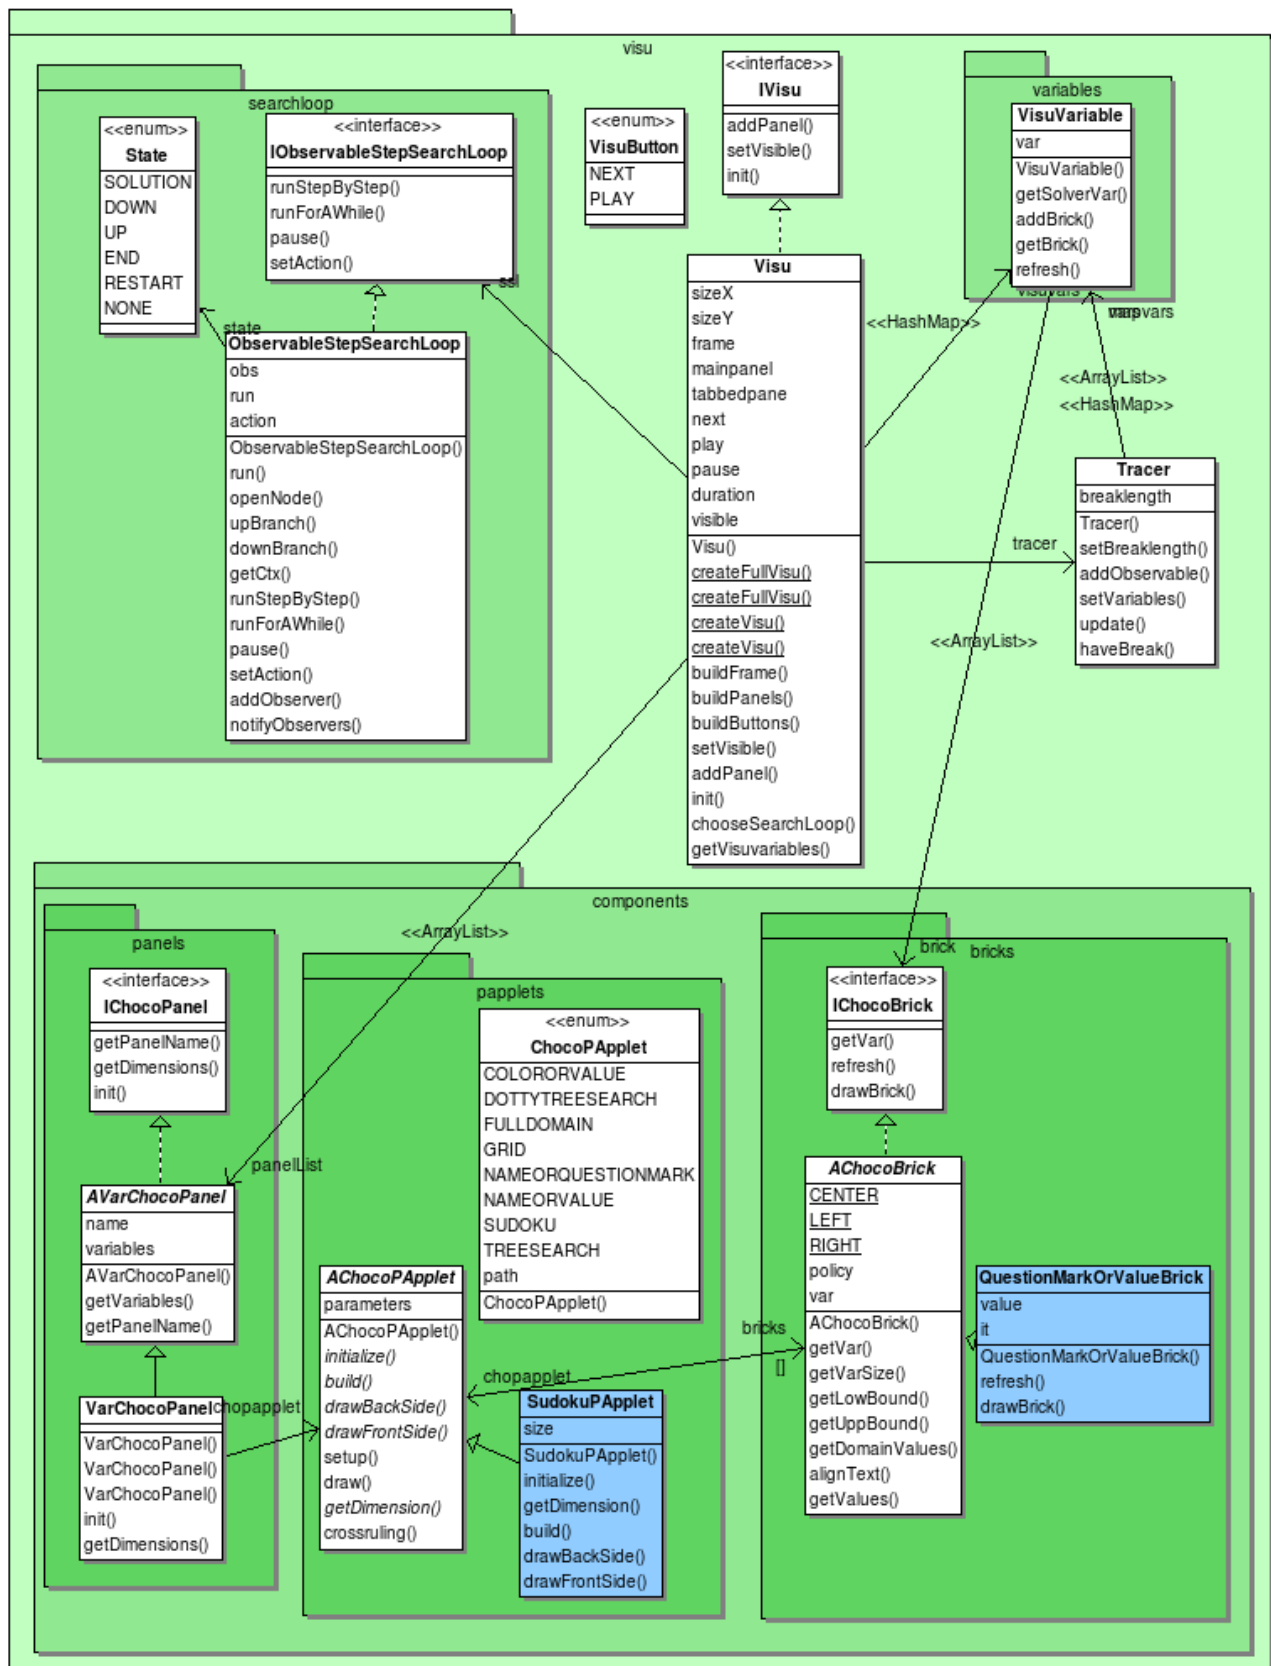 visu
searchloop
<<enum>>
State
SOLUTION
DOWN
UP
END
RESTART
NONE
<<interface>>
IObservableStepSearchLoop
runStepByStep()
runForAWhile()
pause()
setAction()
ssl
state
ObservableStepSearchLoop
obs
run
action
ObservableStepSearchLoop()
run()
openNode()
upBranch()
downBranch()
getCtx()
runStepByStep()
runForAWhile()
pause()
setAction()
addObserver()
notifyObservers()
<<enum>>
VisuButton
NEXT
PLAY
<<interface>>
IVisu
addPanel()
setVisible()
init()
Visu
sizeX
sizeY
frame
mainpanel
tabbedpane
next
play
pause
duration
visible
Visu()
createFullVisu()
createFullVisu()
createVisu()
createVisu()
buildFrame()
buildPanels()
buildButtons()
setVisible()
addPanel()
init()
chooseSearchLoop()
getVisuvariables()
variables
VisuVariable
var
VisuVariable()
getSolverVar()
addBrick()
getBrick()
refresh()
visuvars
<<HashMap>>
<<ArrayList>>
<<HashMap>>
Tracer
breaklength
Tracer()
setBreaklength()
addObservable()
setVariables()
update()
haveBreak()
tracer
<<ArrayList>>
components
<<ArrayList>>
panels
<<interface>>
IChocoPanel
getPanelName()
getDimensions()
init()
panelList
AVarChocoPanel
name
variables
AVarChocoPanel()
getVariables()
getPanelName()
VarChocoPanel
VarChocoPanel()
VarChocoPanel()
VarChocoPanel()
init()
getDimensions()
chopapplet
papplets
<<enum>>
ChocoPApplet
COLORORVALUE
DOTTYTREESEARCH
FULLDOMAIN
GRID
NAMEORQUESTIONMARK
NAMEORVALUE
SUDOKU
TREESEARCH
path
ChocoPApplet()
AChocoPApplet
parameters
AChocoPApplet()
initialize()
build()
drawBackSide()
drawFrontSide()
setup()
draw()
getDimension()
crossruling()
chopapplet
SudokuPApplet
size
SudokuPApplet()
initialize()
getDimension()
build()
drawBackSide()
drawFrontSide()
brick
bricks
<<interface>>
IChocoBrick
getVar()
refresh()
drawBrick()
AChocoBrick
CENTER
LEFT
RIGHT
policy
var
AChocoBrick()
getVar()
getVarSize()
getLowBound()
getUppBound()
getDomainValues()
alignText()
getValues()
bricks
[]
QuestionMarkOrValueBrick
value
it
QuestionMarkOrValueBrick()
refresh()
drawBrick()